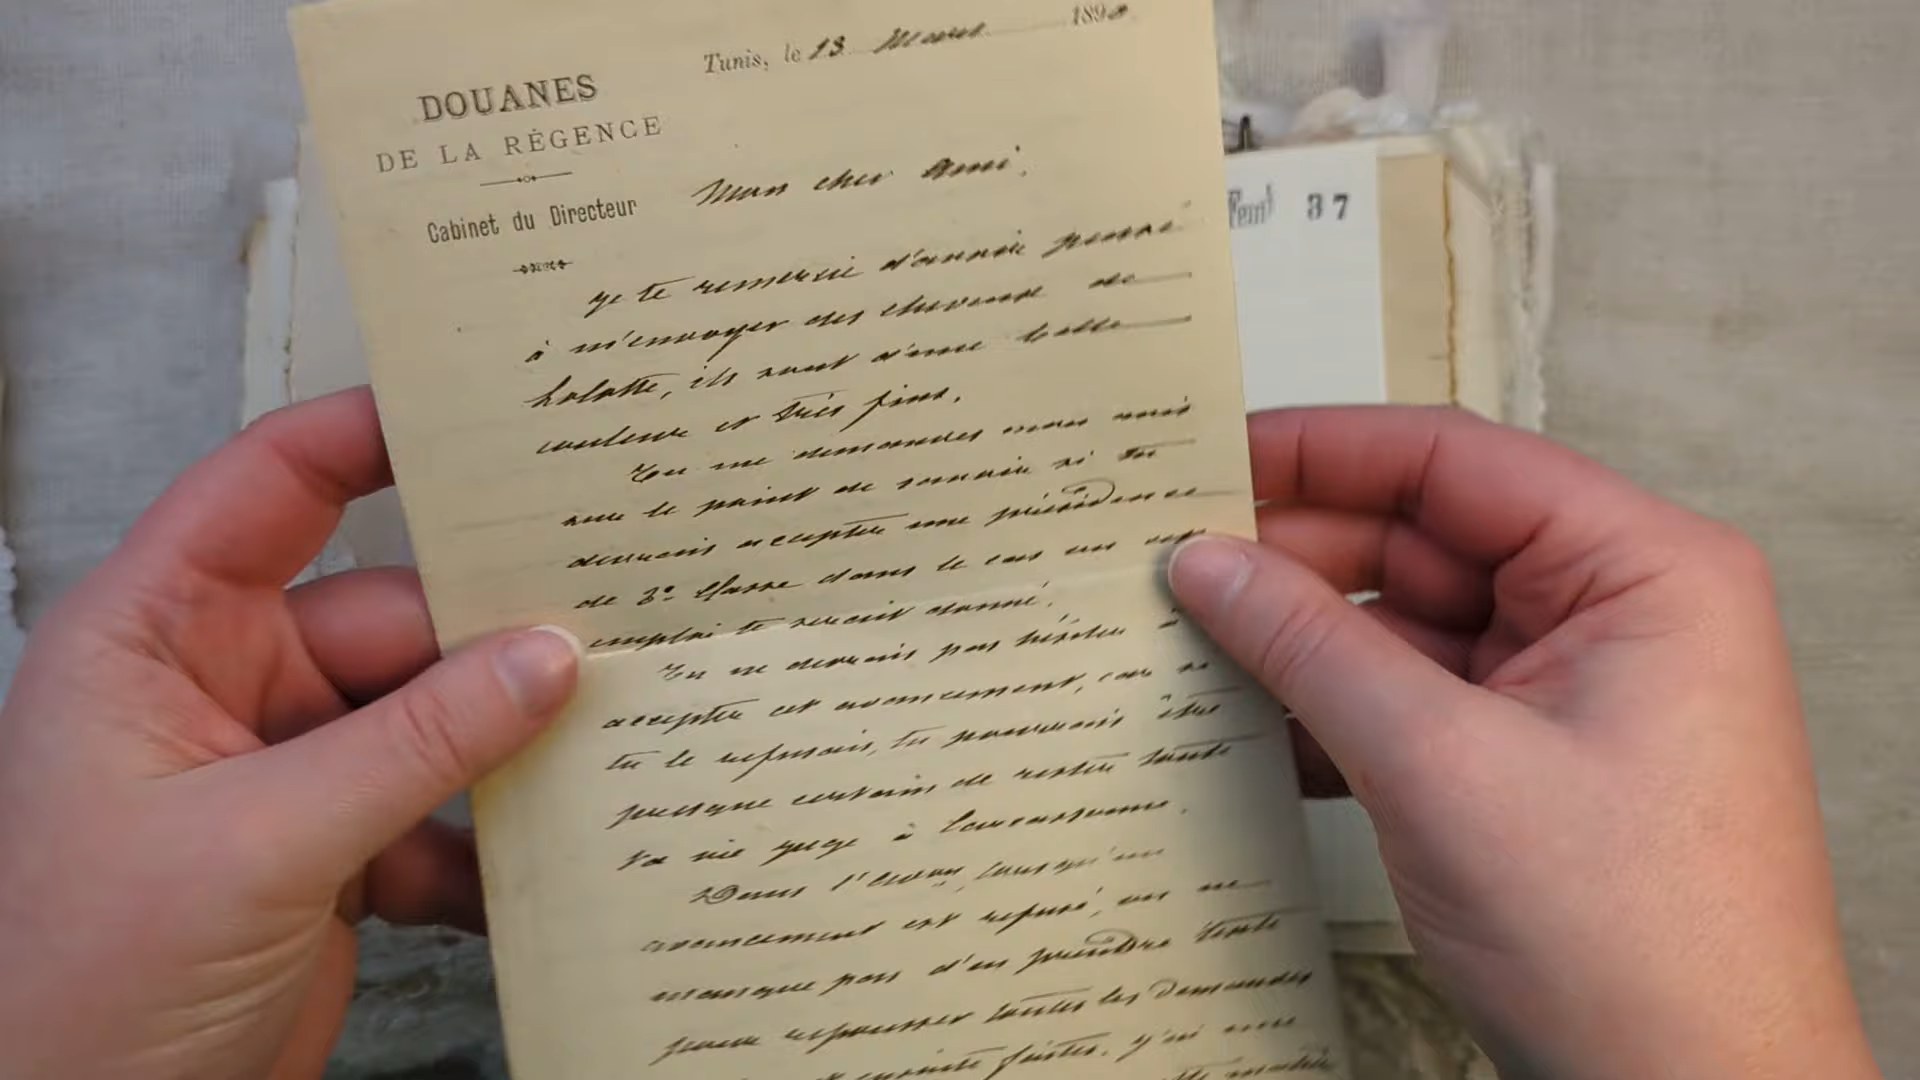 Tunis, le 13 Mars 189
DOUANES
DE LA RÉGENCE
Cabinet du Directeur
Mon cher Ami,
Je te remercie d'avoir pensé
à m'envoyer des cheveux de
Lolotte, ils sont d'une belle
couleur et très fins.
Tu me demandes mon avis
sur le point de savoir si tu
devrais accepter une
de 3e Classe dans le cas où cet
emploi te serait donné.
Tu ne devrais pas hésiter à
accepter cet avancement, car si
tu le refusais, tu pourrais être
presque certain de rester toute
ta vie juge à Carcassonne.
Dans l'
avancement est refusé, on ne
manque pas d'en prendre texte
pour repousser toutes les demandes
ensuite faites. J'ai
37